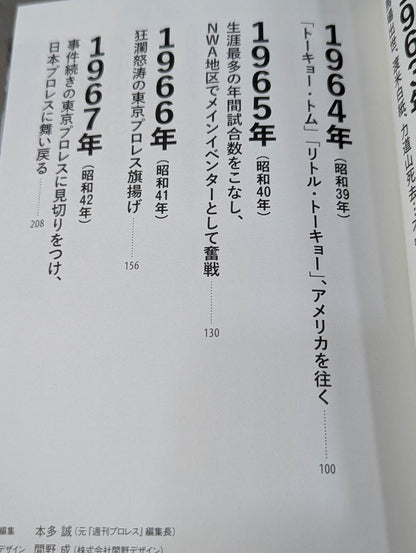 1964年（昭和39年）
「トーキョー・トム」「リトル・トーキョー」、アメリカを往く…………100
1965年（昭和40年）
生涯最多の年間試合数をこなし、
NWA地区でメインイベンターとして奮戦…………130
1966年（昭和41年）
狂瀾怒涛の東京プロレス旗揚げ…………156
1967年（昭和42年）
事件続きの東京プロレスに見切りをつけ、
日本プロレスに舞い戻る…………208
編集 本多 誠（元『週刊プロレス』編集長）
デザイン 間野 成（株式会社間野デザイン）